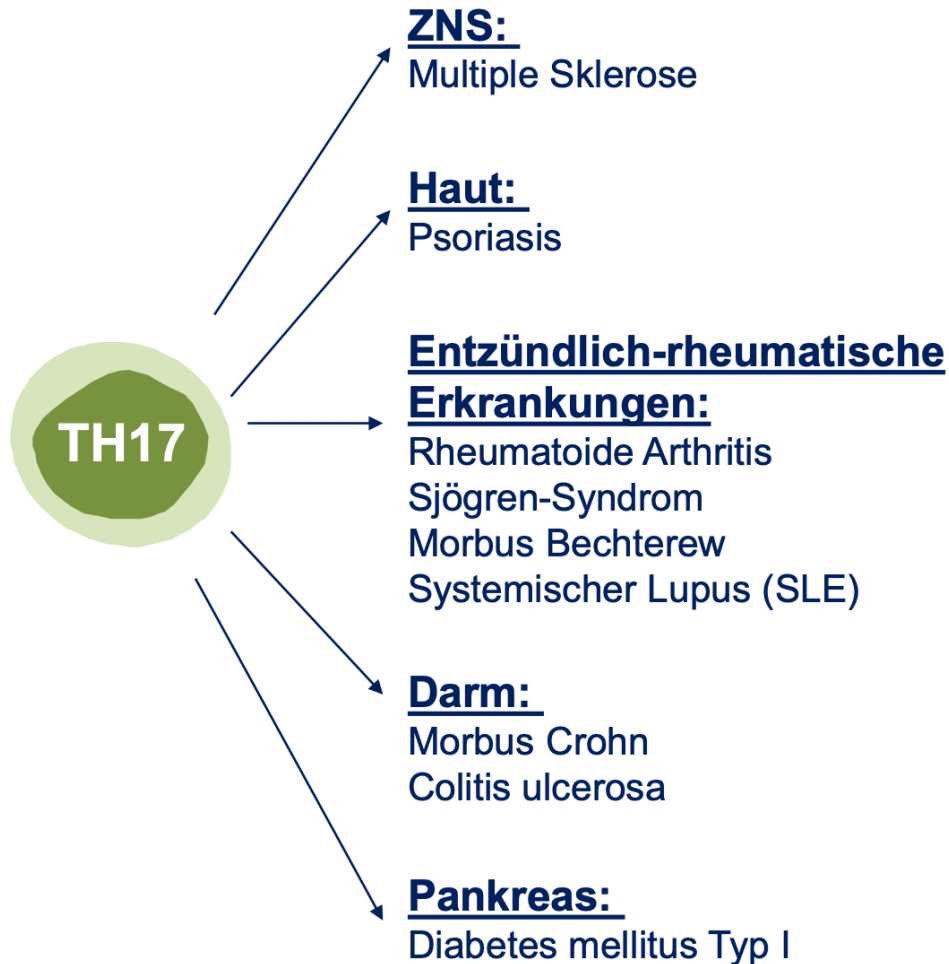 ZNS:
Multiple Sklerose
Haut:
Psoriasis
Entzündlich-rheumatische
Erkrankungen:
TH17
Rheumatoide Arthritis
Sjögren-Syndrom
Morbus Bechterew
Systemischer Lupus (SLE)
Darm:
Morbus Crohn
Colitis ulcerosa
Pankreas:
Diabetes mellitus Typ I